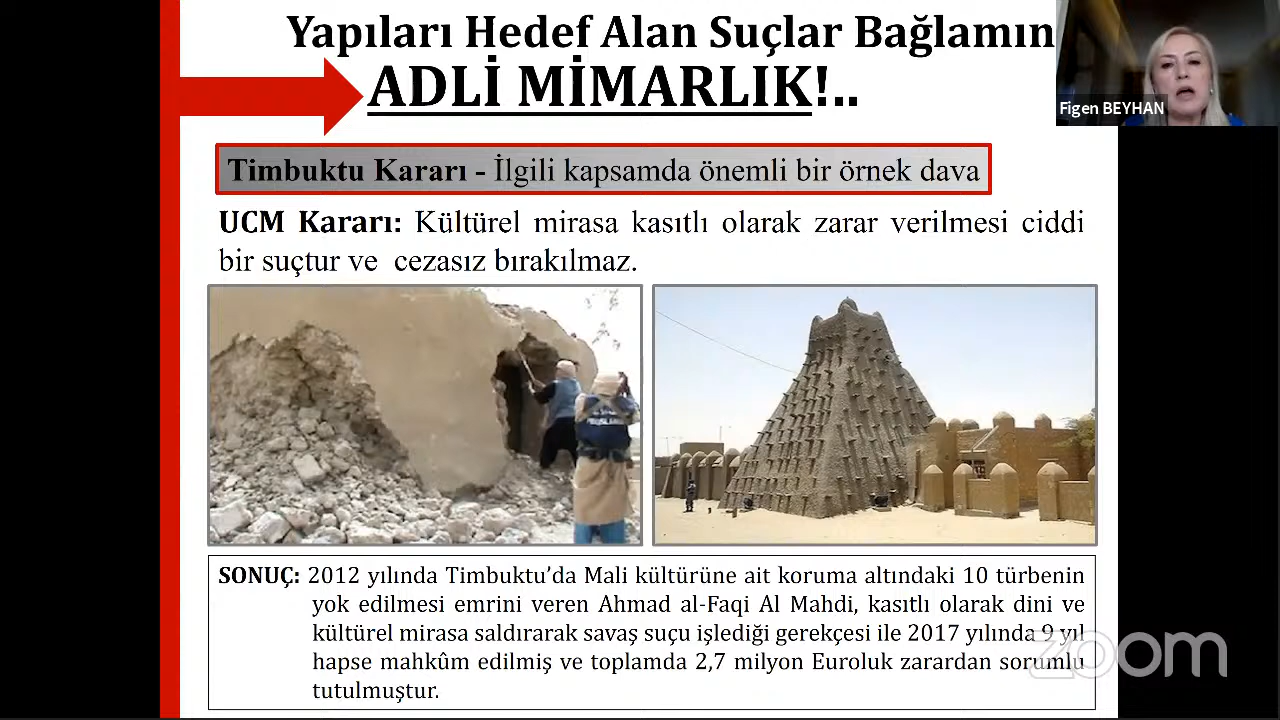 Yapıları Hedef Alan Suçlar Bağlamın
ADLİ MİMARLIK!..
Figen BEYHAN
Timbuktu Kararı - İlgili kapsamda önemli bir örnek dava
UCM Kararı: Kültürel mirasa kasıtlı olarak zarar verilmesi ciddi
bir suçtur ve cezasız bırakılmaz.
SONUÇ: 2012 yılında Timbuktu’da Mali kültürüne ait koruma altındaki 10 türbenin
yok edilmesi emrini veren Ahmad al-Faqi Al Mahdi, kasıtlı olarak dini ve
kültürel mirasa saldırarak savaş suçu işlediği gerekçesi ile 2017 yılında 9 yıl
hapse mahkûm edilmiş ve toplamda 2,7 milyon Euroluk zarardan sorumlu
tutulmuştur.
zoom